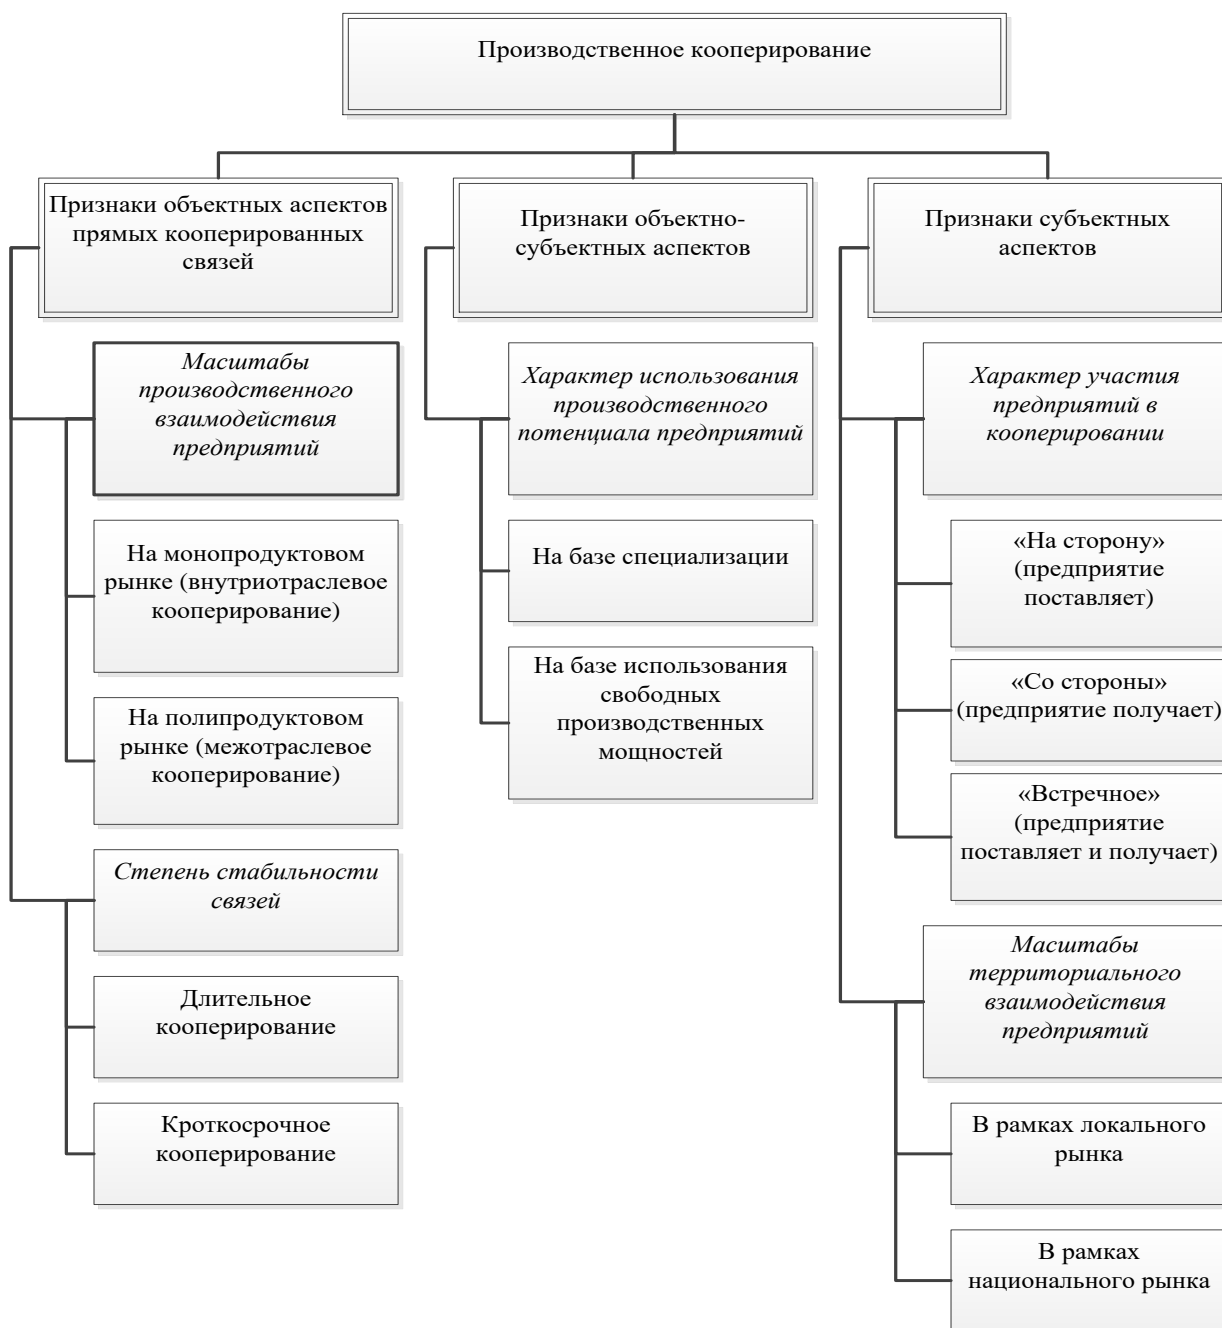 Производственное кооперирование
Признаки объектных аспектов
прямых кооперированных
связей
Масштабы
производственного
взаимодействия
предприятий
На монопродуктовом
рынке (внутриотраслевое
кооперирование)
На полипродуктовом
рынке (межотраслевое
кооперирование)
Степень стабильности
связей
Длительное
кооперирование
Кроткосрочное
кооперирование
Признаки объектно-
субъектных аспектов
Характер использования
производственного
потенциала предприятий
На базе специализации
На базе использования
свободных
производственных
мощностей
Признаки субъектных
аспектов
Характер участия
предприятий в
кооперировании
«На сторону»
(предприятие
поставляет)
«Со стороны»
(предприятие получает)
«Встречное»
(предприятие
поставляет и получает)
Масштабы
территориального
взаимодействия
предприятий
В рамках локального
рынка
В рамках
национального рынка